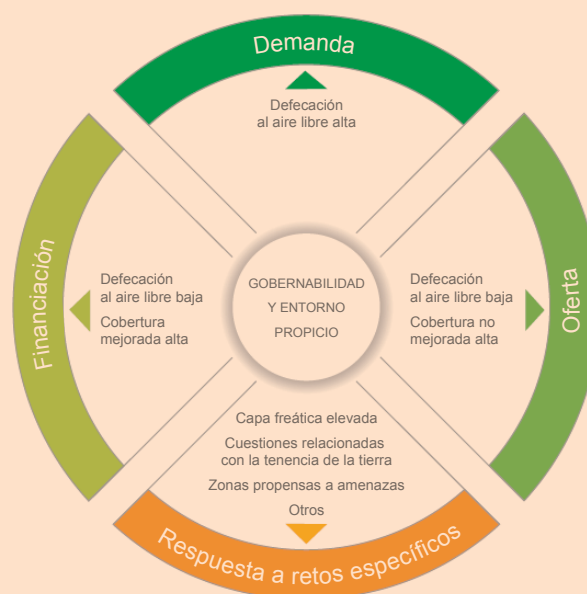 Demanda
Defecación
al aire libre alta
Financiación
Defecación
al aire libre baja
Cobertura
mejorada alta
GOBERNABILIDAD
Y ENTORNO
PROPICIO
Defecación
al aire libre baja
Cobertura no
mejorada alta
Oferta
Capa freática elevada
Cuestiones relacionadas
con la tenencia de la tierra
Zonas propensas a amenazas
Otros
Respuesta a retos específicos